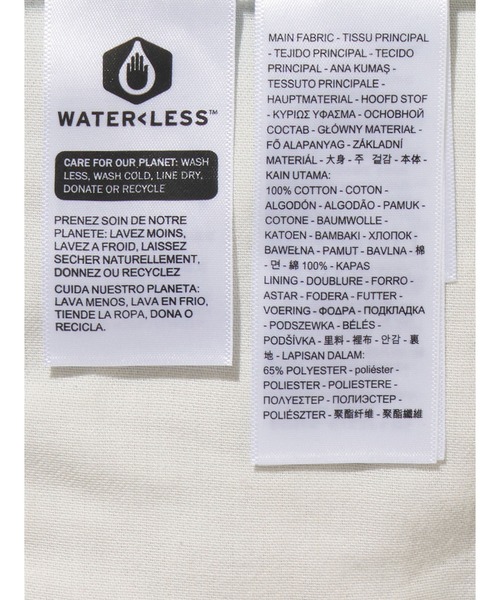 WATER<LESS™
CARE FOR OUR PLANET: WASH
LESS, WASH COLD, LINE DRY,
DONATE OR RECYCLE
PRENEZ SOIN DE NOTRE
PLANETE: LAVEZ MOINS,
LAVEZ A FROID, LAISSEZ
SECHER NATURELLEMENT,
DONNEZ OU RECYCLEZ
CUIDA NUESTRO PLANETA:
LAVA MENOS, LAVA EN FRIO,
TIENDE LA ROPA, DONA O
RECICLA.
MAIN FABRIC - TISSU PRINCIPAL
- TEJIDO PRINCIPAL - TECIDO
PRINCIPAL - ANA KUMAŞ -
TESSUTO PRINCIPALE -
HAUPTMATERIAL - HOOFD STOF
- ΚΥΡΙΩΣ ΥΦΑΣΜΑ - ОСНОВНОЙ
СОСТАВ - GŁÓWNY MATERIAŁ -
FŐ ALAPANYAG - ZÁKLADNÍ
MATERIÁL - 大身 - 주 겉감 - 本体 -
KAIN UTAMA:
100% COTTON - COTON -
ALGODÓN - ALGODÃO - PAMUK -
COTONE - BAUMWOLLE -
KATOEN - ΒΑΜΒΑΚΙ - ХЛОПОК -
BAWEŁNA - PAMUT - BAVLNA - 棉
- 면 - 綿 100% - KAPAS
LINING - DOUBLURE - FORRO -
ASTAR - FODERA - FUTTER -
VOERING - ΦΟΔΡΑ - ПОДКЛАДКА
- PODSZEWKA - BÉLÉS -
PODŠÍVKA - 里料 - 裡布 - 안감 - 裏
地 - LAPISAN DALAM:
65% POLYESTER - poliéster -
POLIESTER - POLIESTERE -
ΠΟΛΥΕΣΤΕΡ - ПОЛИЭСТЕР -
POLIÉSZTER - 聚酯纤维 - 聚酯纖維